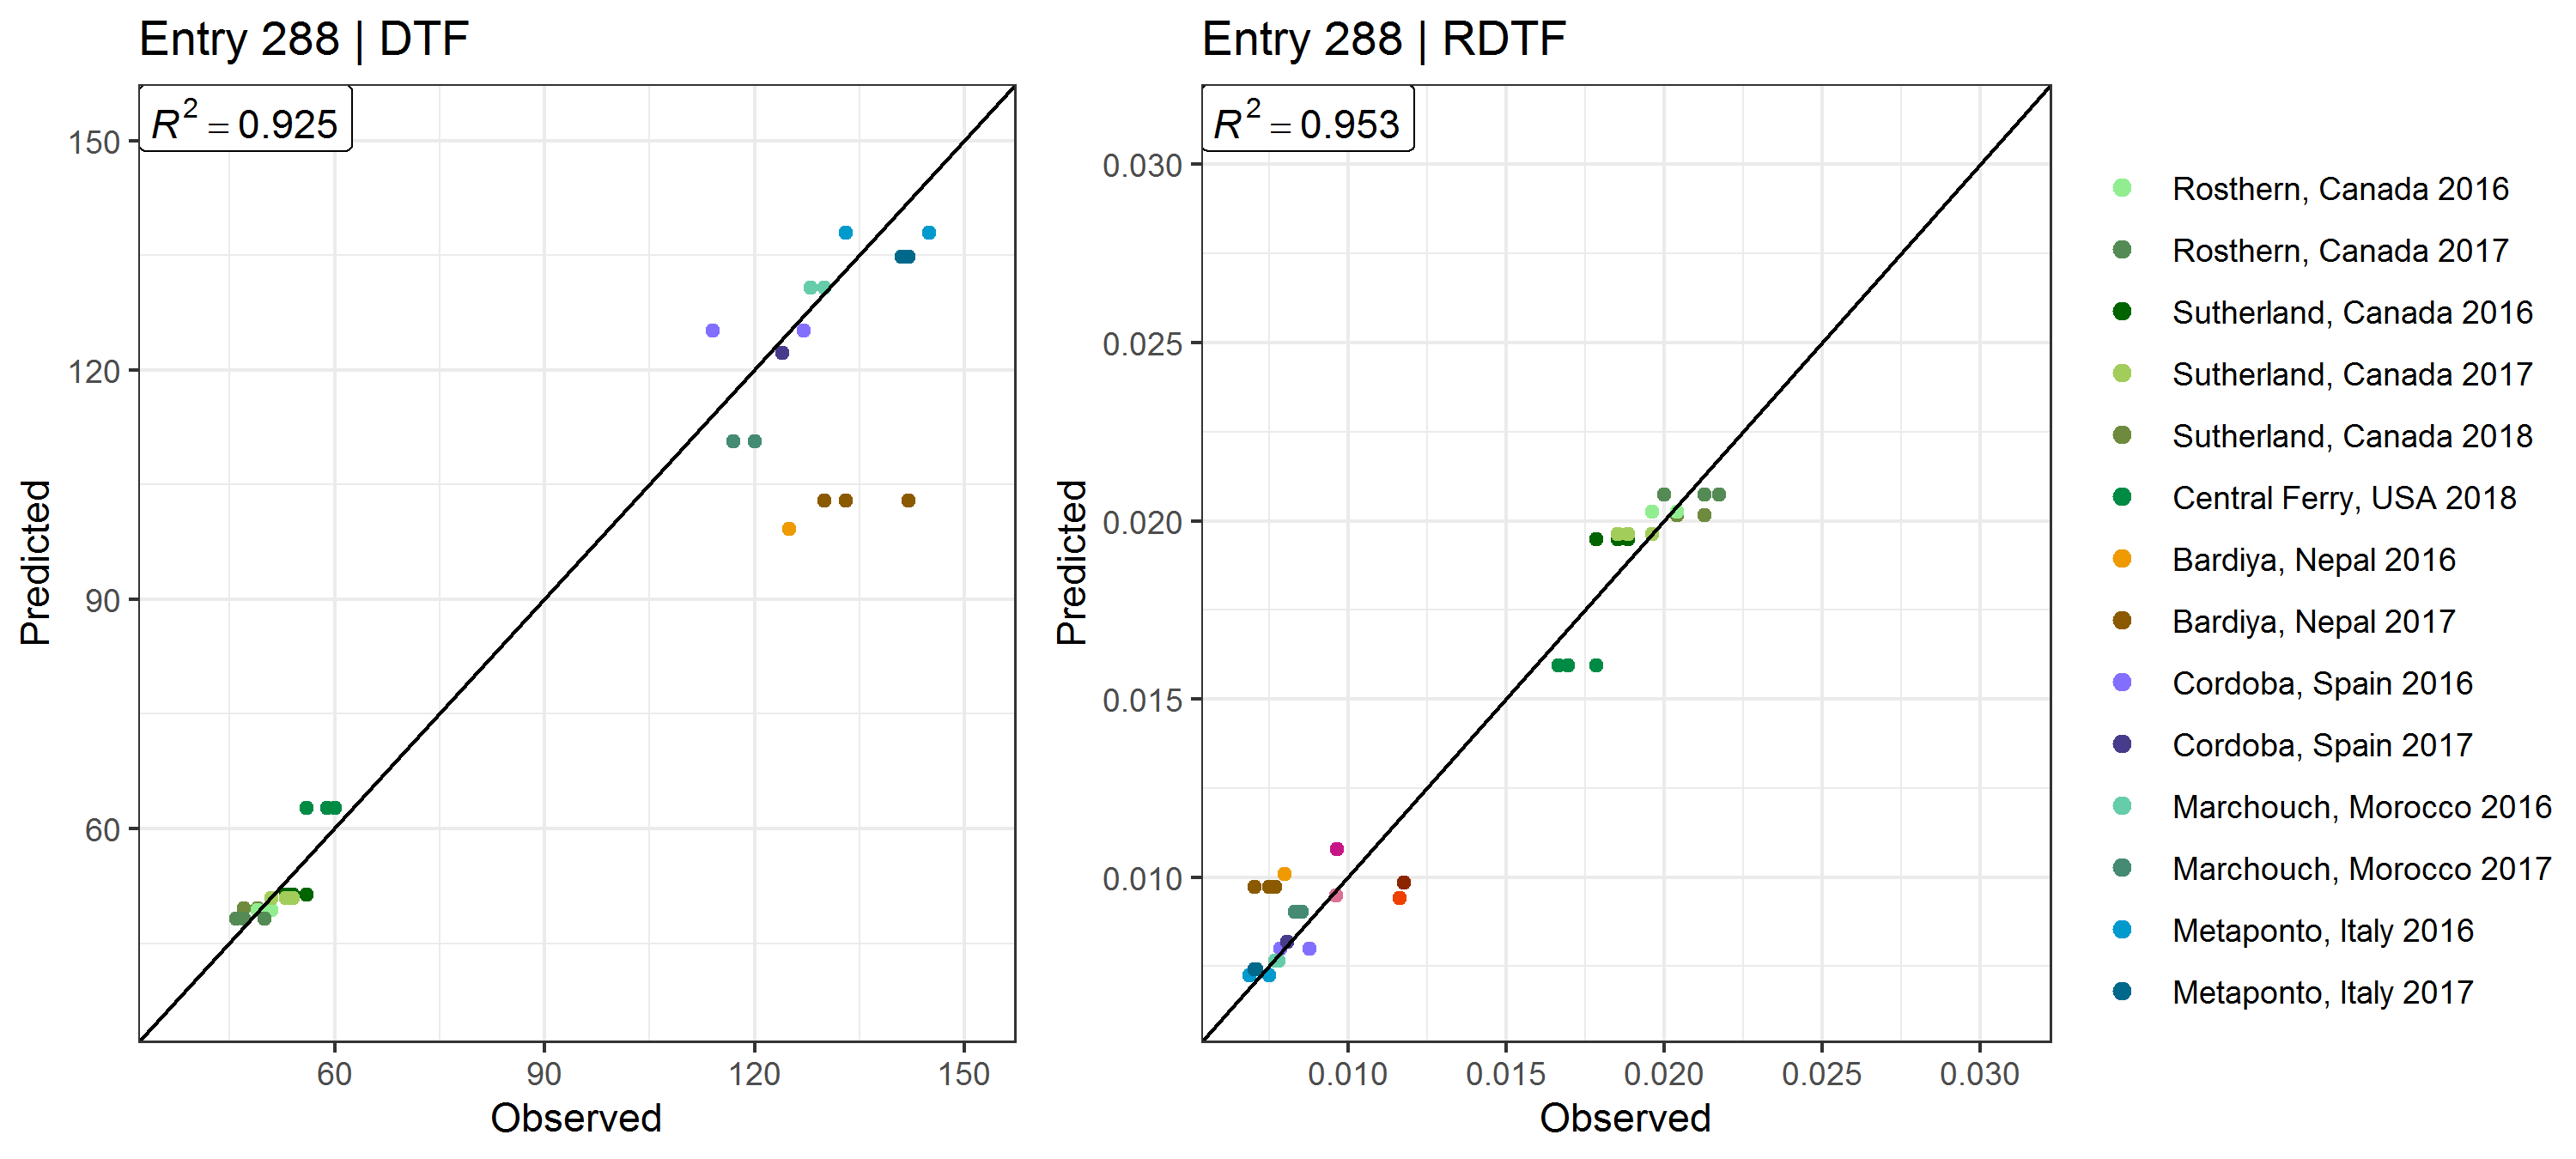 Entry 288 | DTF
R² = 0.925
150
120
90
60
Predicted
60 90 120 150
Observed
Entry 288 | RDTF
R² = 0.953
0.030
0.025
0.020
0.015
0.010
Predicted
0.010 0.015 0.020 0.025 0.030
Observed
Rosthern, Canada 2016
Rosthern, Canada 2017
Sutherland, Canada 2016
Sutherland, Canada 2017
Sutherland, Canada 2018
Central Ferry, USA 2018
Bardiya, Nepal 2016
Bardiya, Nepal 2017
Cordoba, Spain 2016
Cordoba, Spain 2017
Marchouch, Morocco 2016
Marchouch, Morocco 2017
Metaponto, Italy 2016
Metaponto, Italy 2017